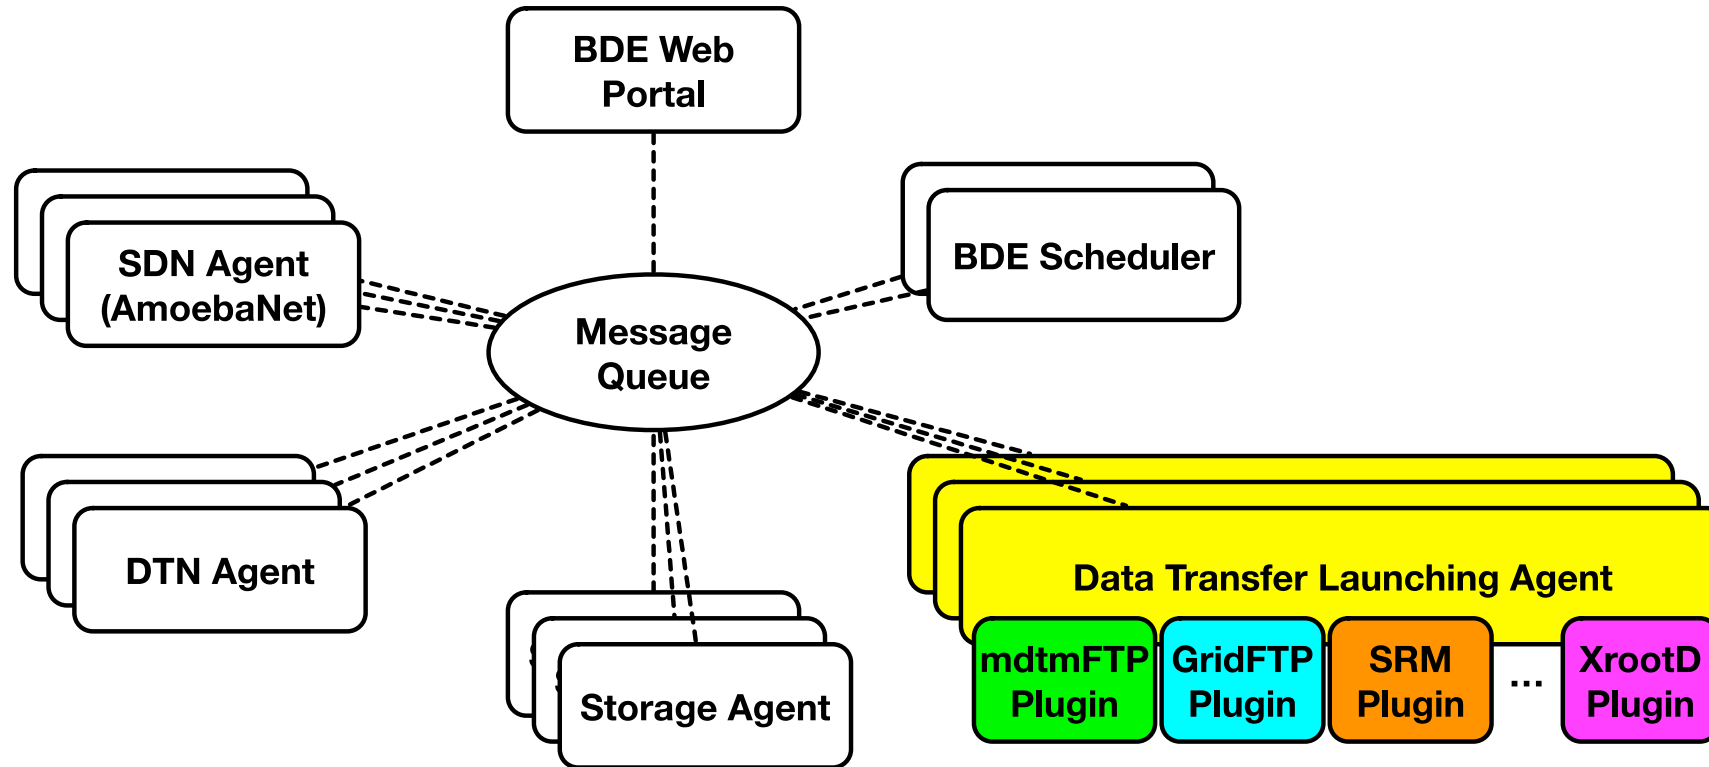 BDE Web
Portal
SDN Agent
(AmoebaNet)
BDE Scheduler
Message
Queue
DTN Agent
Data Transfer Launching Agent
Storage Agent
mdtmFTP
Plugin
GridFTP
Plugin
SRM
Plugin
...
XrootD
Plugin